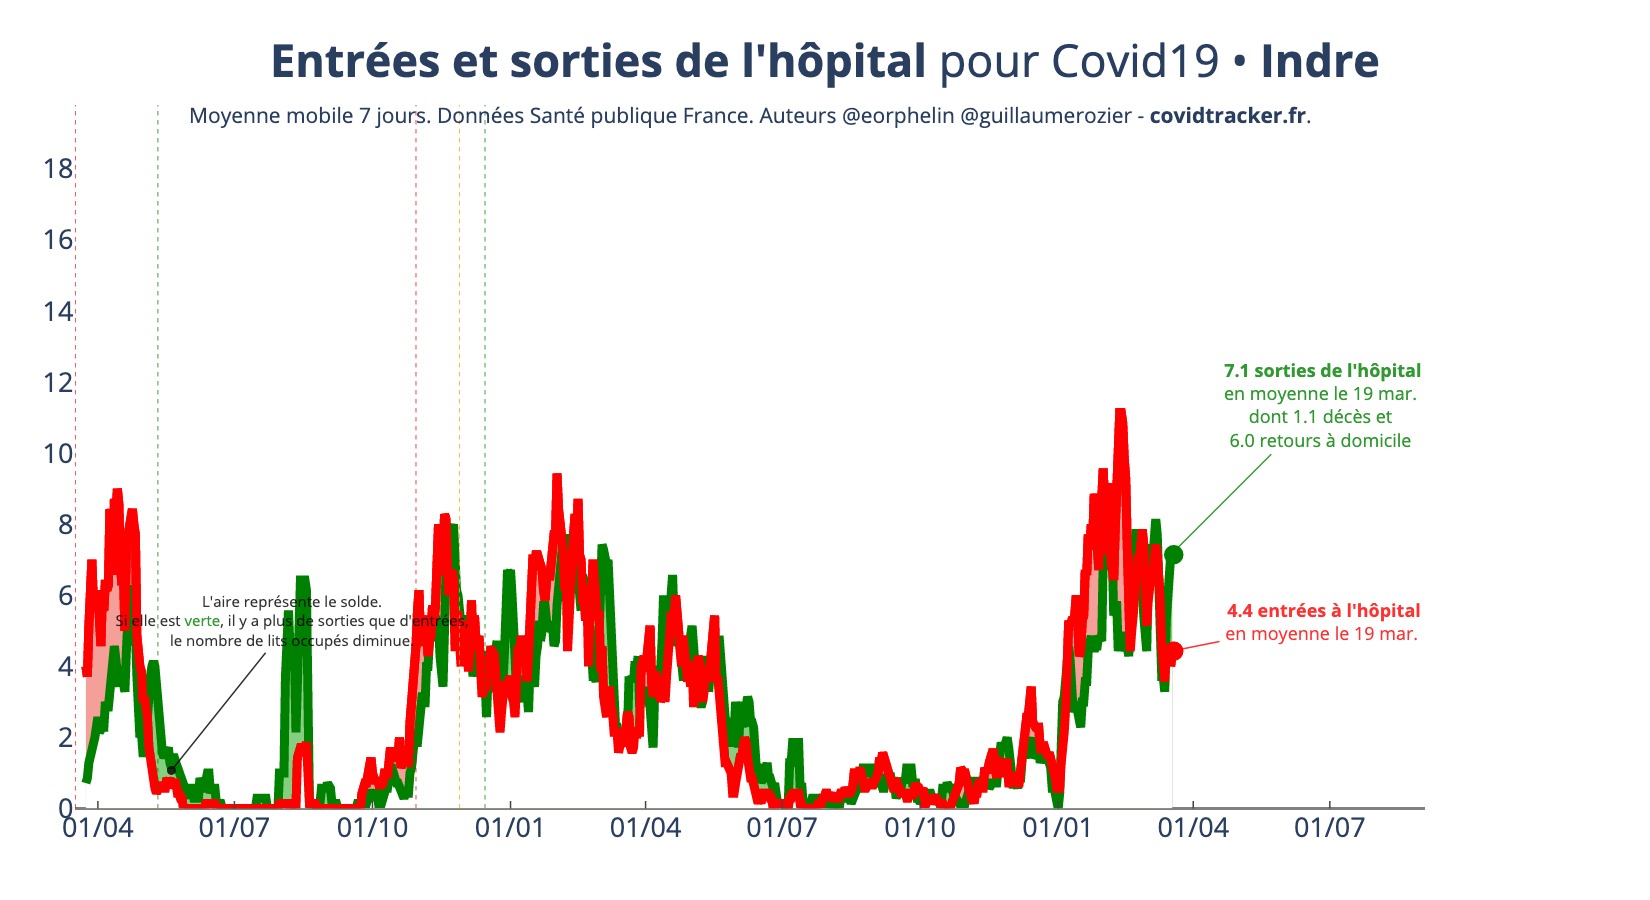 Entrées et sorties de l'hôpital pour Covid19 • Indre
Moyenne mobile 7 jours. Données Santé publique France. Auteurs @eorphelin @guillaumerozier - covidtracker.fr.
18
16
14
12
10
8
6
4
2
0
7.1 sorties de l'hôpital
en moyenne le 19 mar.
dont 1.1 décès et
6.0 retours à domicile
L'aire représente le solde.
Si elle est verte, il y a plus de sorties que d'entrées,
le nombre de lits occupés diminue.
4.4 entrées à l'hôpital
en moyenne le 19 mar.
01/04 01/07 01/10 01/01 01/04 01/07 01/10 01/01 01/04 01/07